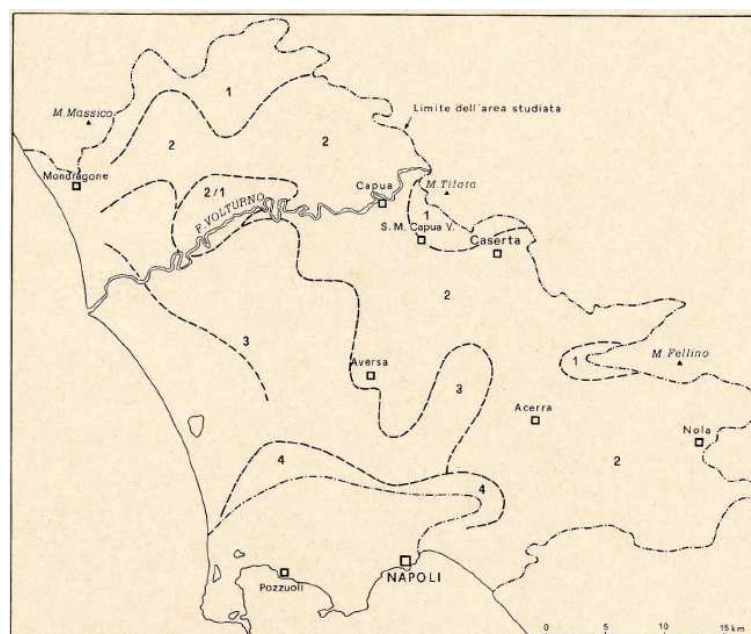 1
M. Massico
Limite dell'area studiata
2
2
Mondragone
2/1
Capua
M. Tifata
F. VOLTURNO
1
S. M. Capua V.
Caserta
2
3
1
M. Fellino
Aversa
3
Acerra
Nola
4
2
4
NAPOLI
Pozzuoli
0 5 10 15 km